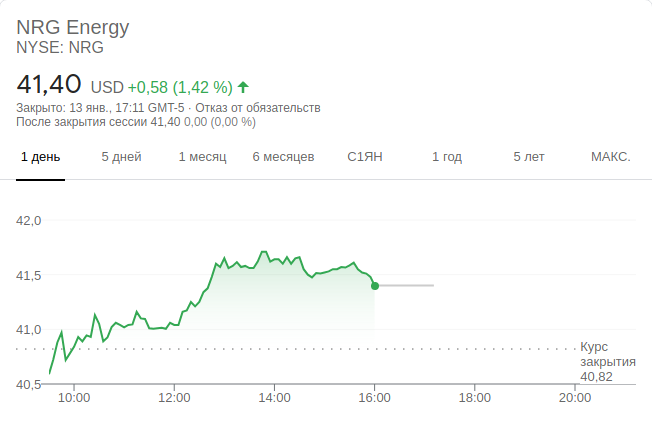 NRG Energy
NYSE: NRG
41,40 USD +0,58 (1,42 %)
Закрыто: 13 янв., 17:11 GMT-5 · Отказ от обязательств
После закрытия сессии 41,40 0,00 (0,00 %)
1 день 5 дней 1 месяц 6 месяцев С1ЯН 1 год 5 лет МАКС.
42,0
41,5
41,0
Курс
закрытия
40,82
40,5
10:00 12:00 14:00 16:00 18:00 20:00